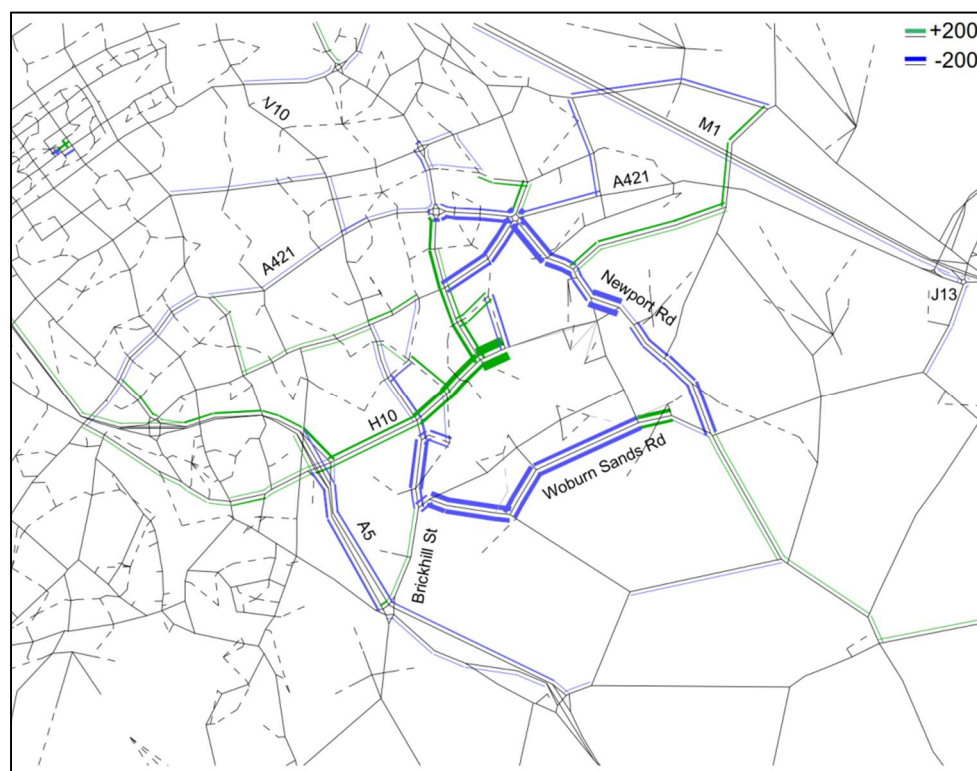 +200
-200
V10
M1
A421
A421
Newport Rd
J13
H10
Woburn Sands Rd
A5
Brickhill St